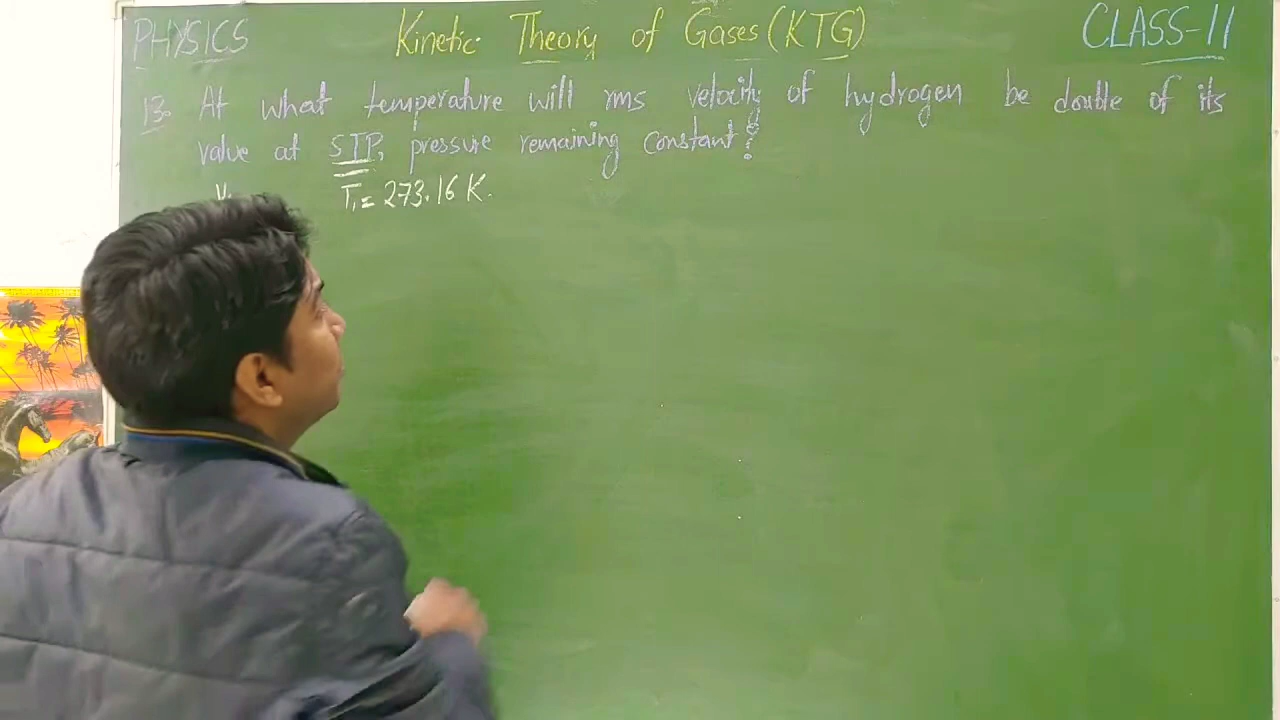 PHYSICS Kinetic Theory of Gases (KTG) CLASS-11
13. At what temperature will rms velocity of hydrogen be double of its
value at STP, pressure remaining constant?
V₁ T₁ = 273.16 K.